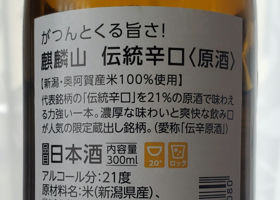 がつんとくる旨さ!
麒麟山 伝統辛口〈原酒〉
【新潟・奥阿賀産米100%使用】
代表銘柄の「伝統辛口」を21%の原酒で味わえ
る力強い一本。濃厚な味わいと爽快な飲み口
が人気の限定蔵出し銘柄。(愛称「伝辛原酒」)
日本酒 内容量 300ml 20° ロック
アルコール分:21度
原材料名:米(新潟県産)、